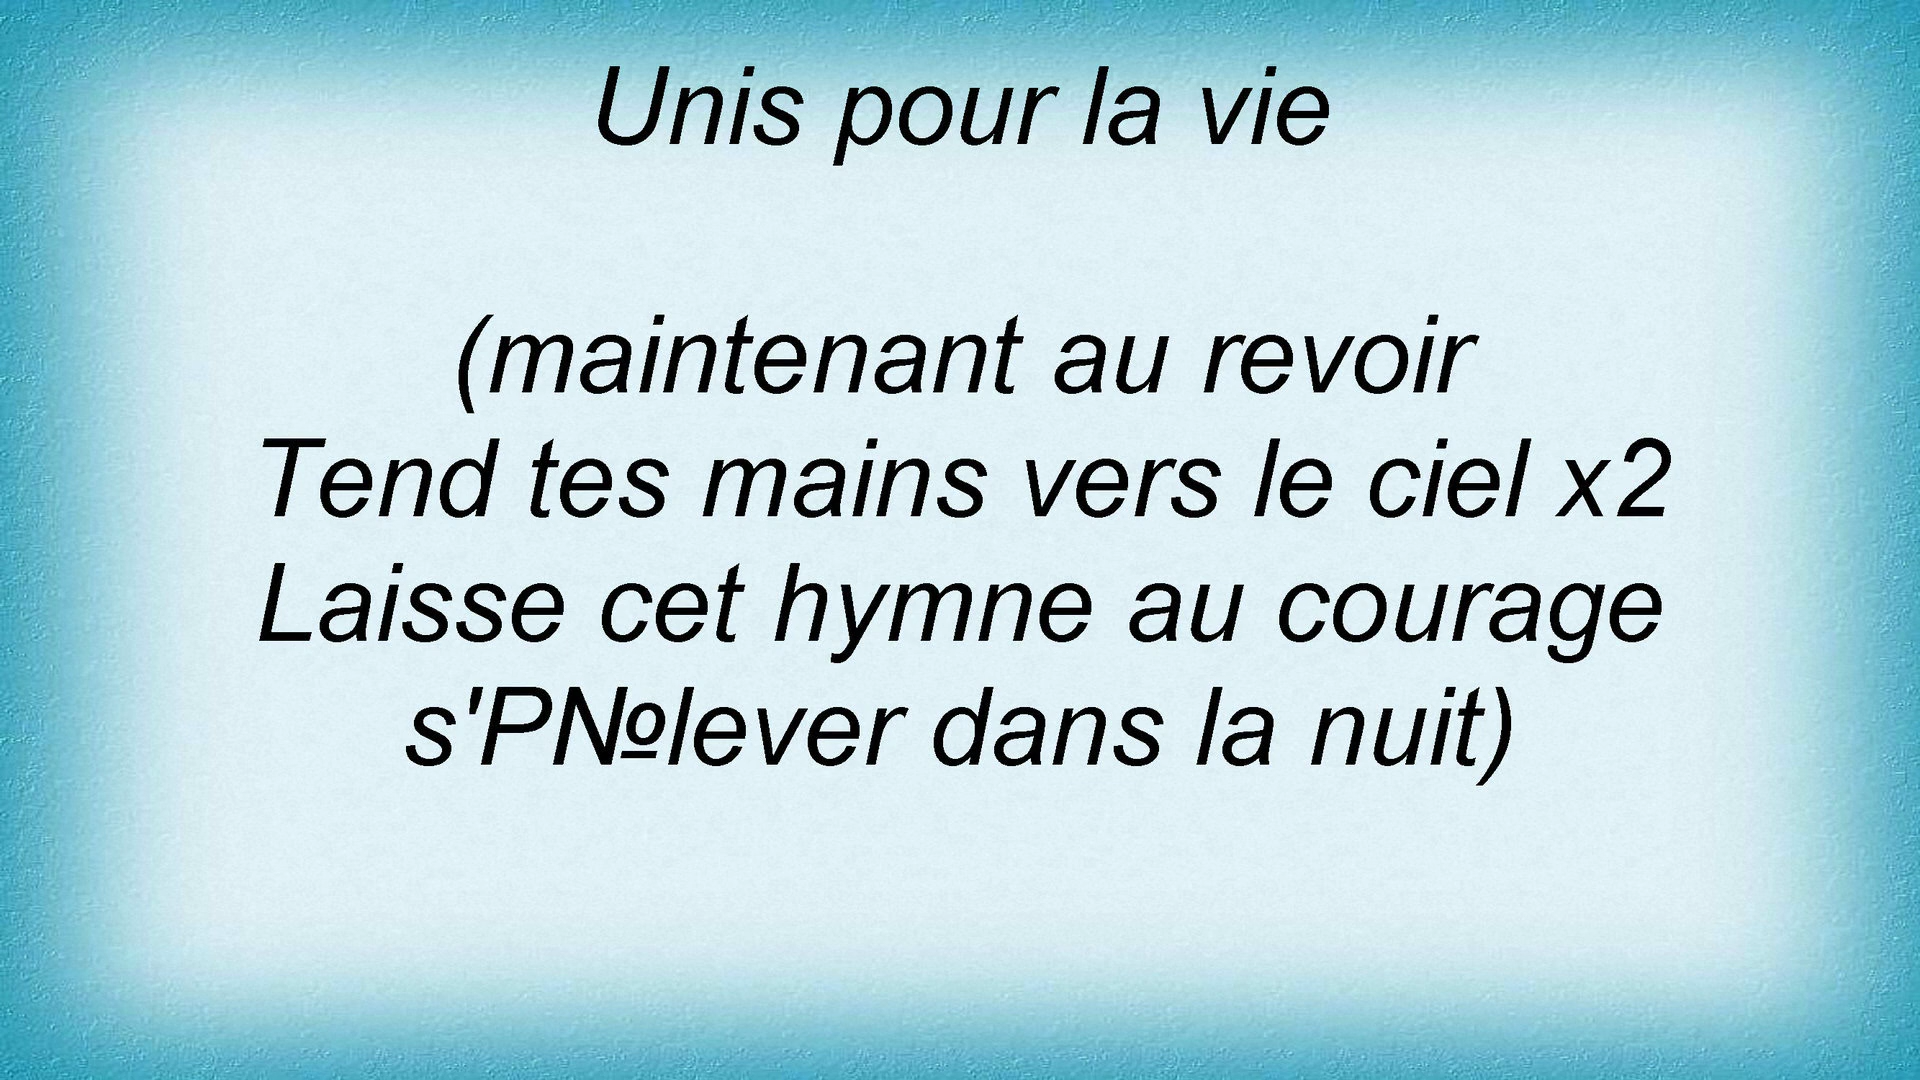 Unis pour la vie
(maintenant au revoir
Tend tes mains vers le ciel x2
Laisse cet hymne au courage
s'P№lever dans la nuit)